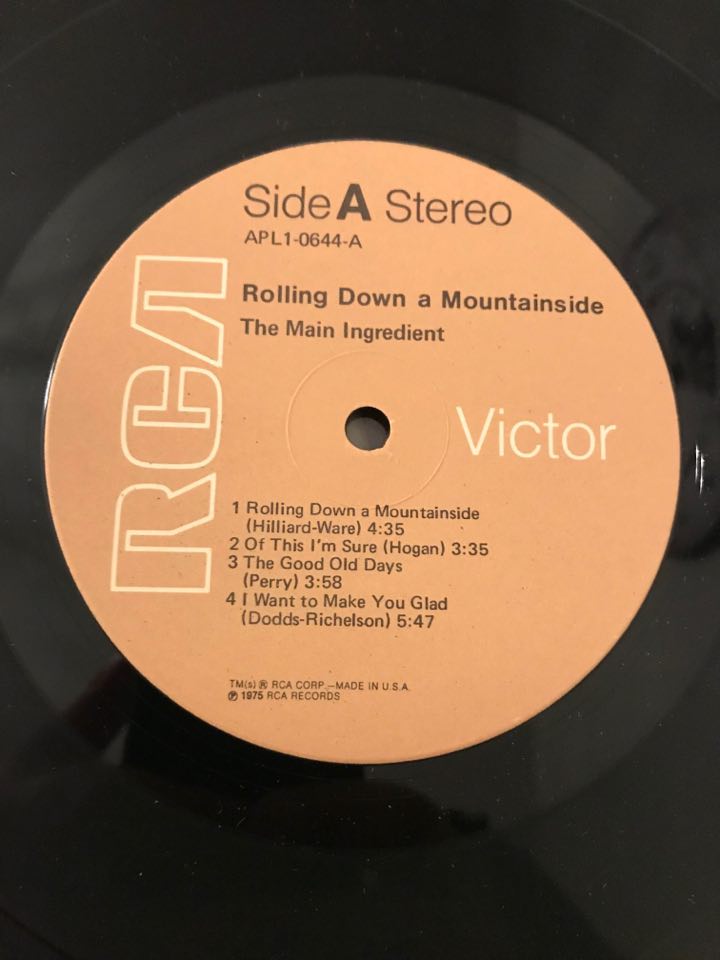 Side A Stereo
APL1-0644-A
Rolling Down a Mountainside
The Main Ingredient
RCA
Victor
1 Rolling Down a Mountainside
(Hilliard-Ware) 4:35
2 Of This I'm Sure (Hogan) 3:35
3 The Good Old Days
(Perry) 3:58
4 I Want to Make You Glad
(Dodds-Richelson) 5:47
TM(s) ® RCA CORP.—MADE IN U.S.A.
℗ 1975 RCA RECORDS